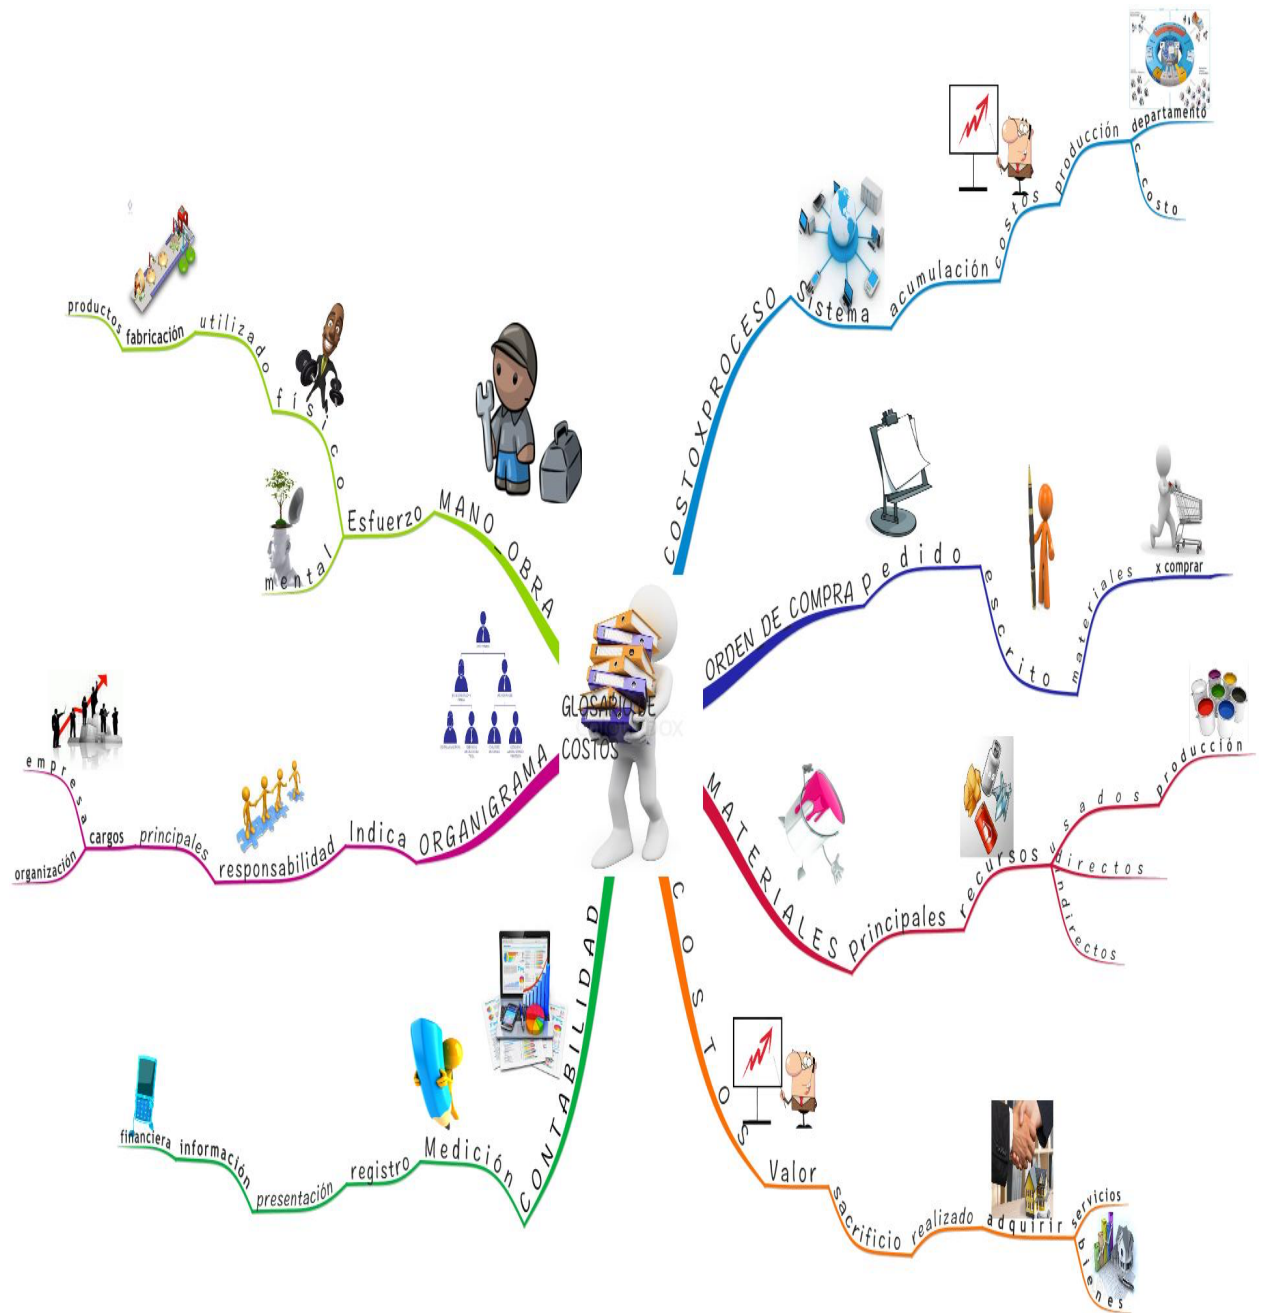 GLOSARIO DE
COSTOS
COSTOXPROCESO
Sistema
acumulación
costos
producción
departamento
costo
ORDEN DE COMPRA
pedido
escrito
materiales
x comprar
MATERIALES
principales
recursos
usados
producción
directos
indirectos
COSTOS
Valor
sacrificio
realizado
adquirir
servicios
bienes
CONTABILIDAD
Medición
registro
presentación
información
financiera
ORGANIGRAMA
Indica
responsabilidad
principales
cargos
empresa
organización
MANO_OBRA
Esfuerzo
físico
utilizado
fabricación
productos
mental